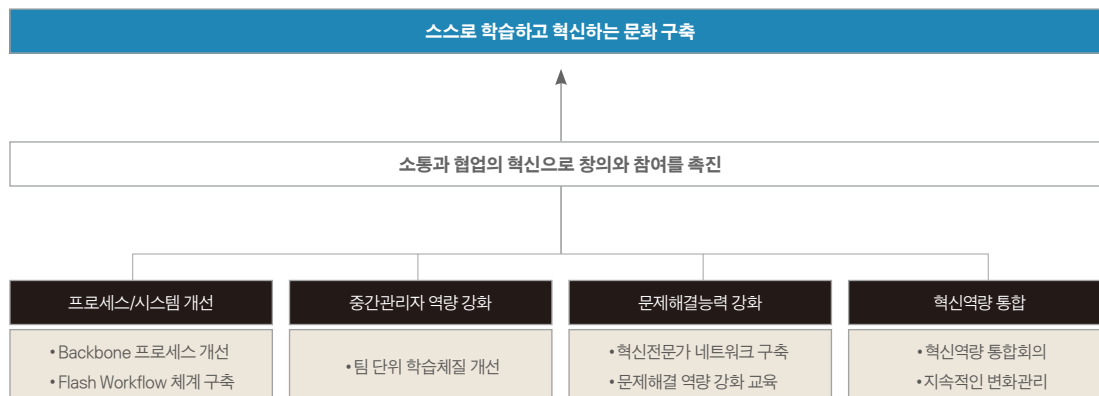 스스로 학습하고 혁신하는 문화 구축
소통과 협업의 혁신으로 창의와 참여를 촉진
프로세스/시스템 개선
• Backbone 프로세스 개선
• Flash Workflow 체계 구축
중간관리자 역량 강화
• 팀 단위 학습체질 개선
문제해결능력 강화
• 혁신전문가 네트워크 구축
• 문제해결 역량 강화 교육
혁신역량 통합
• 혁신역량 통합회의
• 지속적인 변화관리